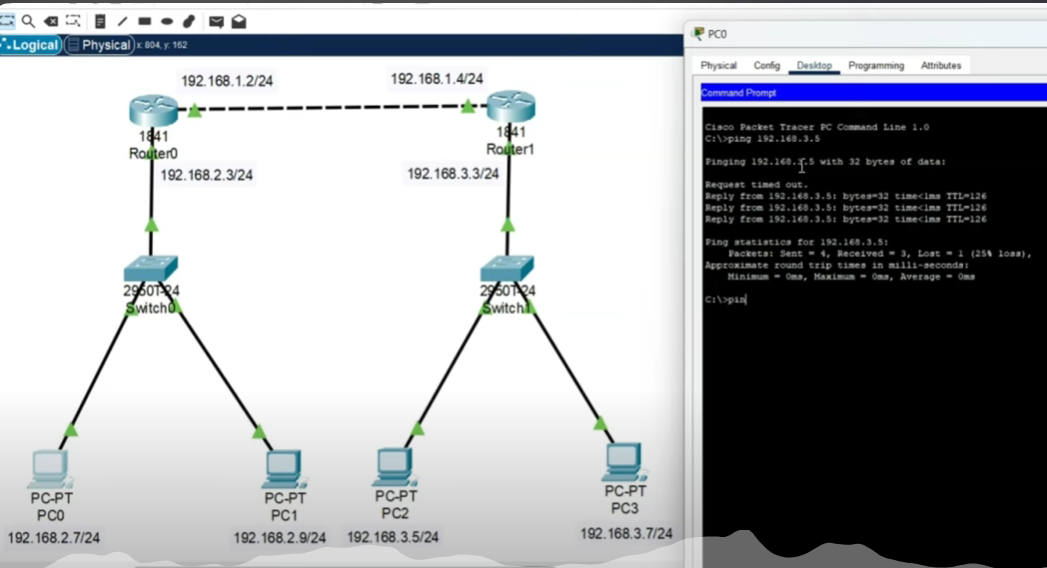 Logical Physical x: 804, y: 162
192.168.1.2/24
192.168.1.4/24
1841
Router0
1841
Router1
192.168.2.3/24
192.168.3.3/24
2950T-24
Switch0
2950T-24
Switch1
PC-PT
PC0
192.168.2.7/24
PC-PT
PC1
192.168.2.9/24
PC-PT
PC2
192.168.3.5/24
PC-PT
PC3
192.168.3.7/24
PC0
Physical Config Desktop Programming Attributes
Command Prompt
Cisco Packet Tracer PC Command Line 1.0
C:\>ping 192.168.3.5
Pinging 192.168.3.5 with 32 bytes of data:
Request timed out.
Reply from 192.168.3.5: bytes=32 time<1ms TTL=126
Reply from 192.168.3.5: bytes=32 time<1ms TTL=126
Reply from 192.168.3.5: bytes=32 time<1ms TTL=126
Ping statistics for 192.168.3.5:
Packets: Sent = 4, Received = 3, Lost = 1 (25% loss),
Approximate round trip times in milli-seconds:
Minimum = 0ms, Maximum = 0ms, Average = 0ms
C:\>pin